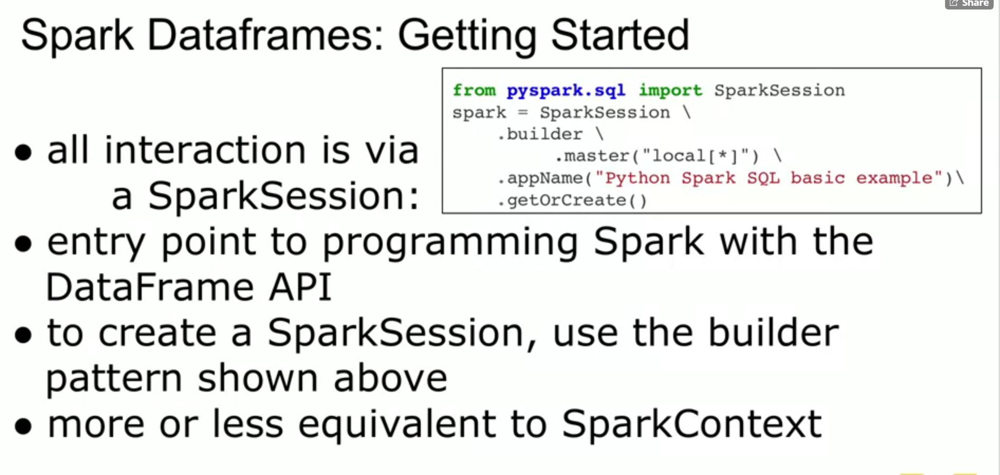 Share
Spark Dataframes: Getting Started
from pyspark.sql import SparkSession
spark = SparkSession \
.builder \
.master("local[*]") \
.appName("Python Spark SQL basic example")\
.getOrCreate()
● all interaction is via
a SparkSession:
● entry point to programming Spark with the
DataFrame API
● to create a SparkSession, use the builder
pattern shown above
● more or less equivalent to SparkContext